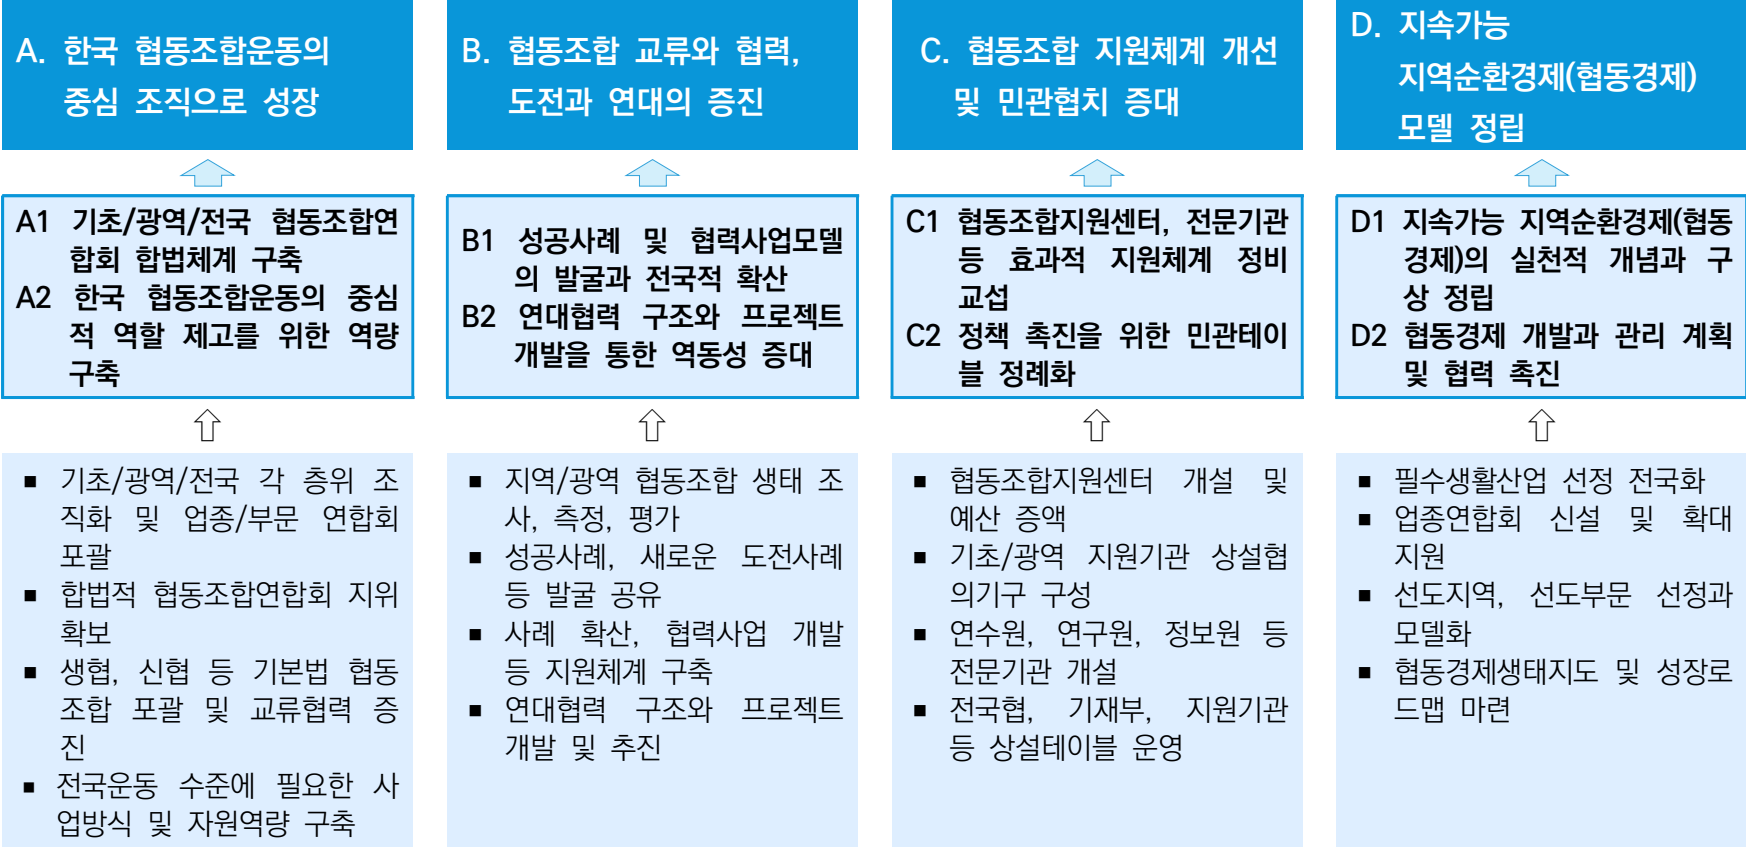 A. 한국 협동조합운동의
중심 조직으로 성장
A1 기초/광역/전국 협동조합연
합회 합법체계 구축
A2 한국 협동조합운동의 중심
적 역할 제고를 위한 역량
구축
▪ 기초/광역/전국 각 층위 조
직화 및 업종/부문 연합회
포괄
▪ 합법적 협동조합연합회 지위
확보
▪ 생협, 신협 등 기본법 협동
조합 포괄 및 교류협력 증
진
▪ 전국운동 수준에 필요한 사
업방식 및 자원역량 구축
B. 협동조합 교류와 협력,
도전과 연대의 증진
B1 성공사례 및 협력사업모델
의 발굴과 전국적 확산
B2 연대협력 구조와 프로젝트
개발을 통한 역동성 증대
▪ 지역/광역 협동조합 생태 조
사, 측정, 평가
▪ 성공사례, 새로운 도전사례
등 발굴 공유
▪ 사례 확산, 협력사업 개발
등 지원체계 구축
▪ 연대협력 구조와 프로젝트
개발 및 추진
C. 협동조합 지원체계 개선
및 민관협치 증대
C1 협동조합지원센터, 전문기관
등 효과적 지원체계 정비
교섭
C2 정책 촉진을 위한 민관테이
블 정례화
▪ 협동조합지원센터 개설 및
예산 증액
▪ 기초/광역 지원기관 상설협
의기구 구성
▪ 연수원, 연구원, 정보원 등
전문기관 개설
▪ 전국협, 기재부, 지원기관
등 상설테이블 운영
D. 지속가능
지역순환경제(협동경제)
모델 정립
D1 지속가능 지역순환경제(협동
경제)의 실천적 개념과 구
상 정립
D2 협동경제 개발과 관리 계획
및 협력 촉진
▪ 필수생활산업 선정 전국화
▪ 업종연합회 신설 및 확대
지원
▪ 선도지역, 선도부문 선정과
모델화
▪ 협동경제생태지도 및 성장로
드맵 마련